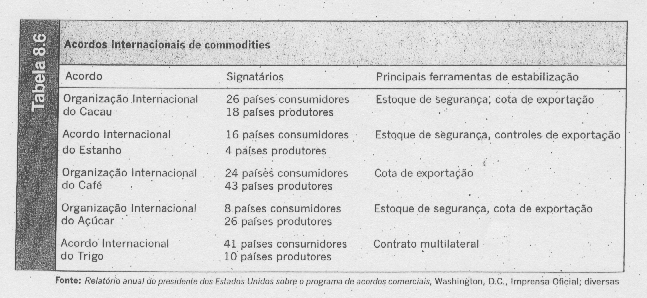 Tabela 8.6
Acordos Internacionais de commodities
Acordo Signatários Principais ferramentas de estabilização
Organização Internacional 26 países consumidores Estoque de segurança, cota de exportação
do Cacau 18 países produtores
Acordo Internacional 16 países consumidores Estoque de segurança, controles de exportação
do Estanho 4 países produtores
Organização Internacional 24 países consumidores Cota de exportação
do Café 43 países produtores
Organização Internacional 8 países consumidores Estoque de segurança, cota de exportação
do Açúcar 26 países produtores
Acordo Internacional 41 países consumidores Contrato multilateral
do Trigo 10 países produtores
Fonte: Relatório anual do presidente dos Estados Unidos sobre o programa de acordos comerciais, Washington, D.C., Imprensa Oficial; diversas